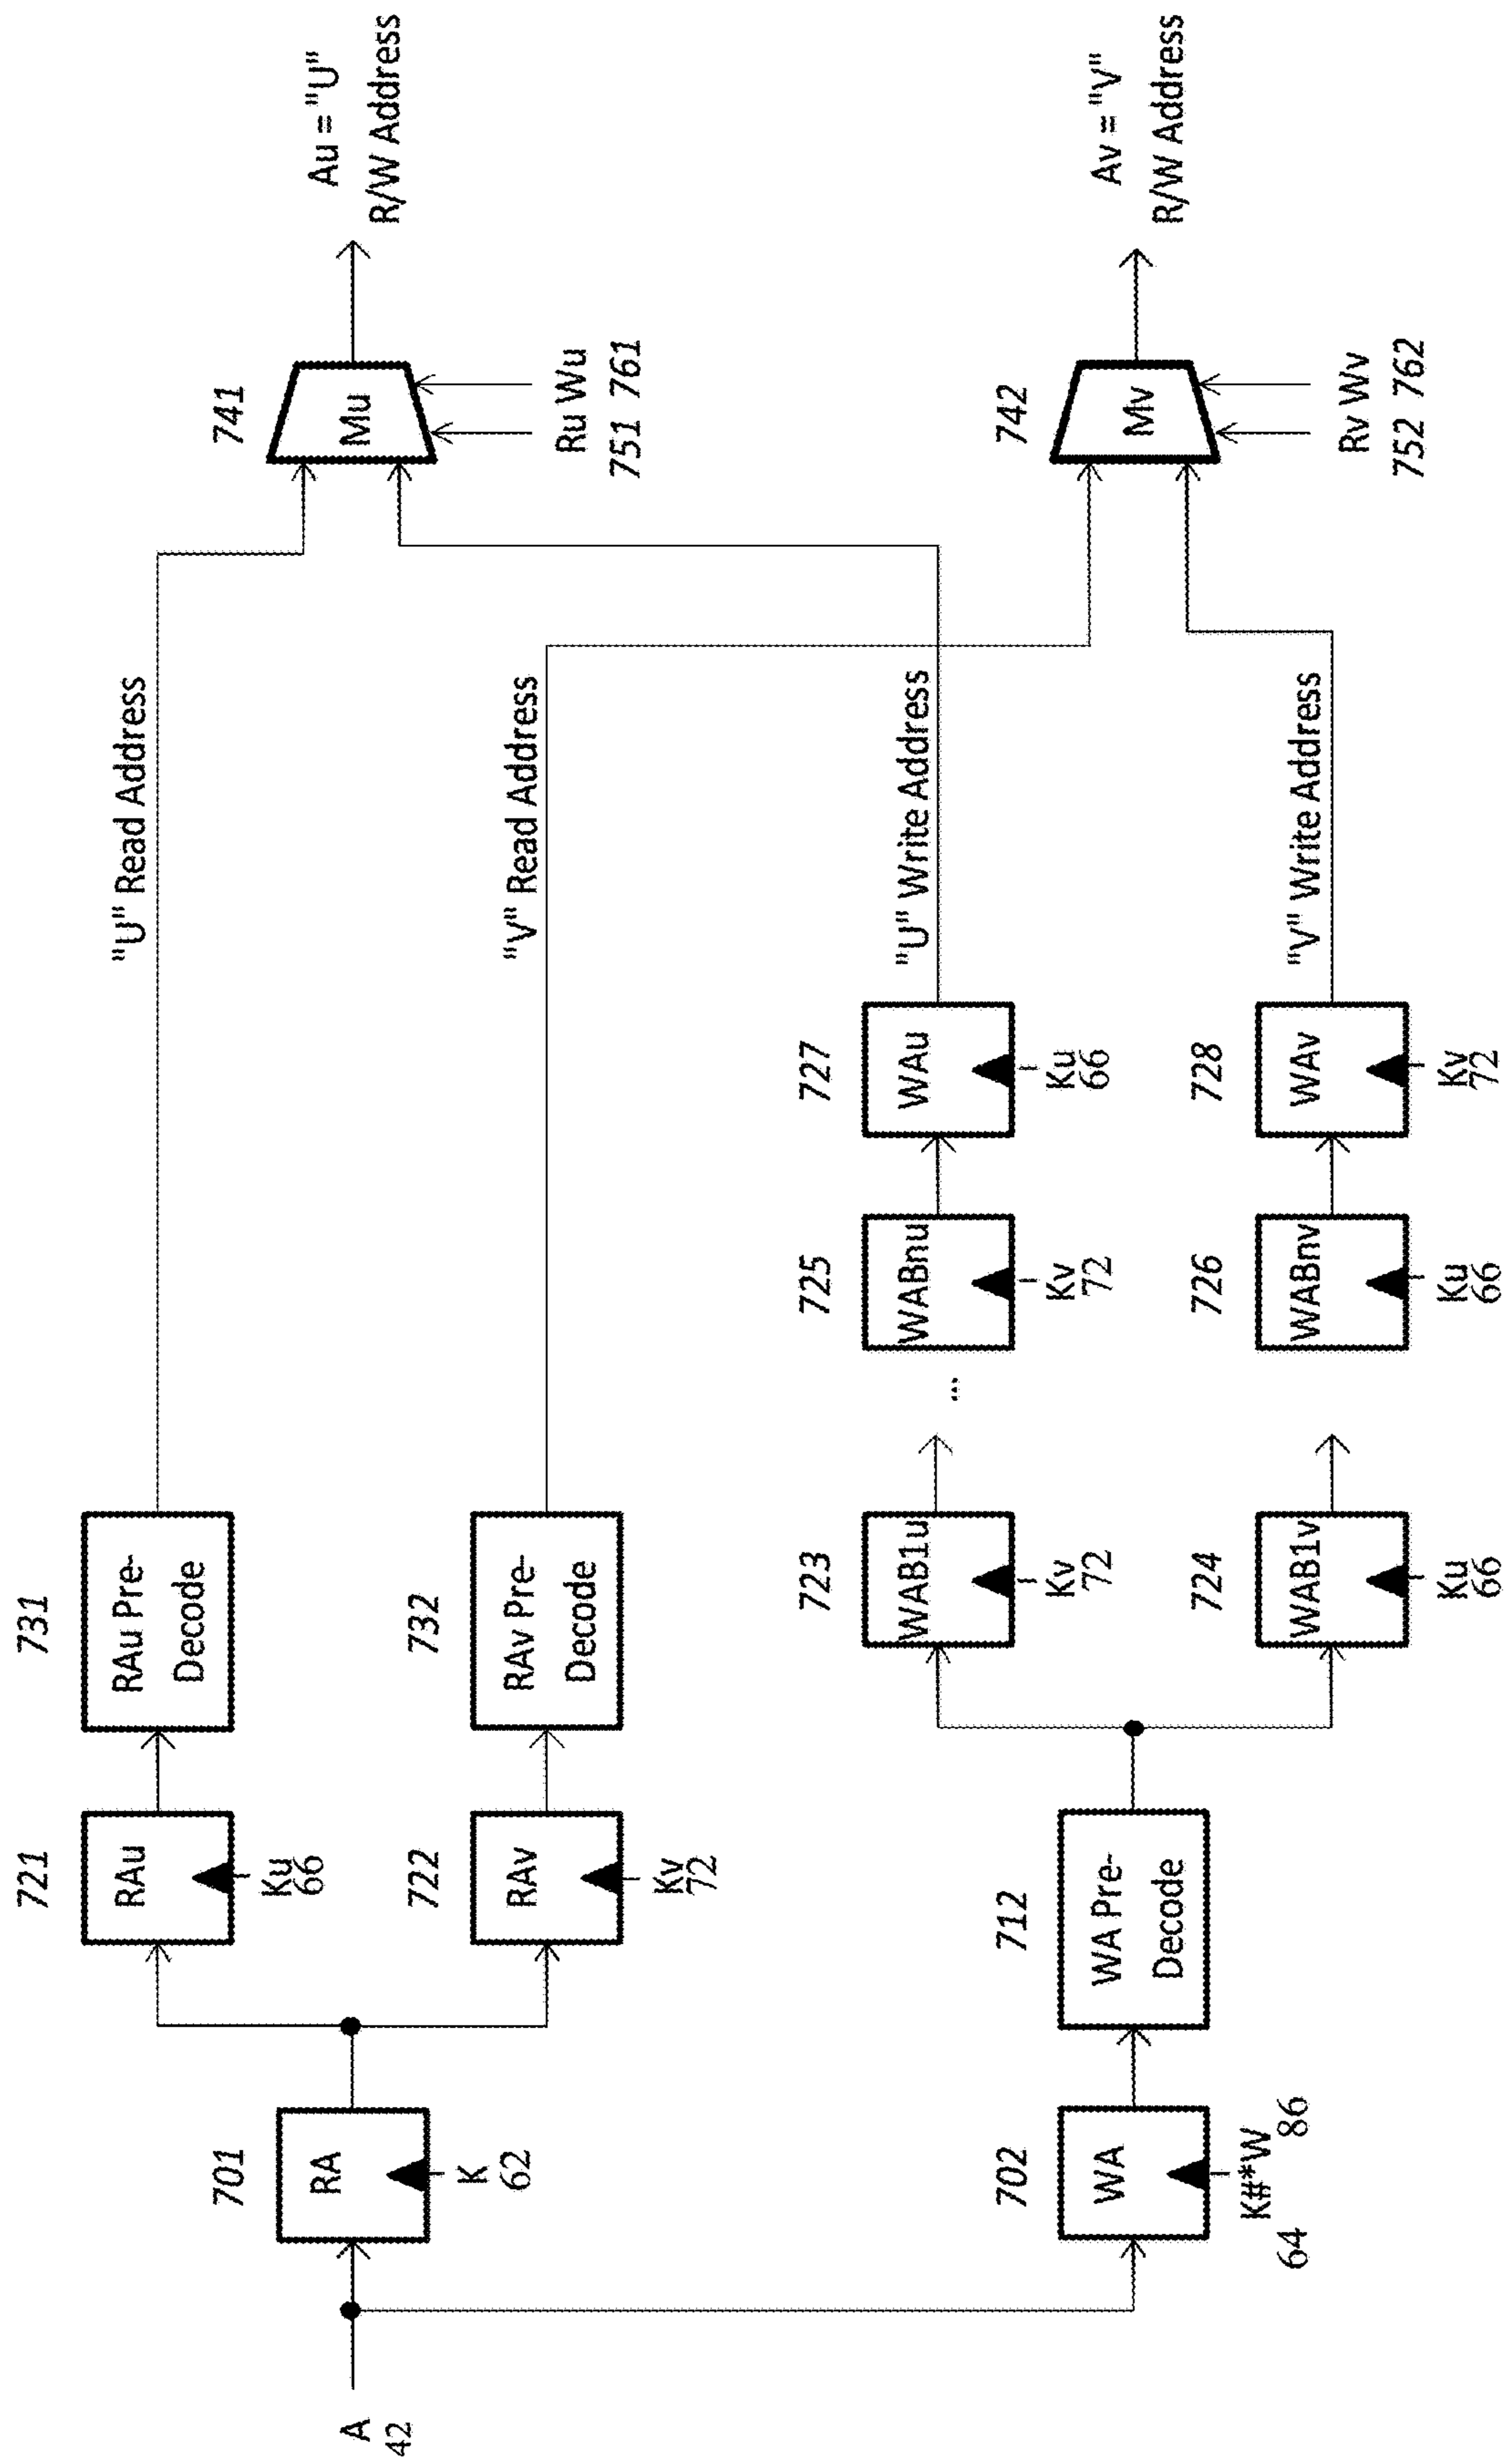 A
42
701
RA
K
62
721
RAu
Ku
66
731
RAu Pre-
Decode
"U" Read Address
722
RAv
Kv
72
732
RAv Pre-
Decode
"V" Read Address
741
Mu
Ru Wu
751 761
Au = "U"
R/W Address
702
WA
K#*W
64
86
712
WA Pre-
Decode
723
WAB1u
Kv
72
...
725
WABnu
Kv
72
727
WAu
Ku
66
"U" Write Address
724
WAB1v
Ku
66
726
WABnv
Ku
66
728
WAv
Kv
72
"V" Write Address
742
Mv
Rv Wv
752 762
Av = "V"
R/W Address